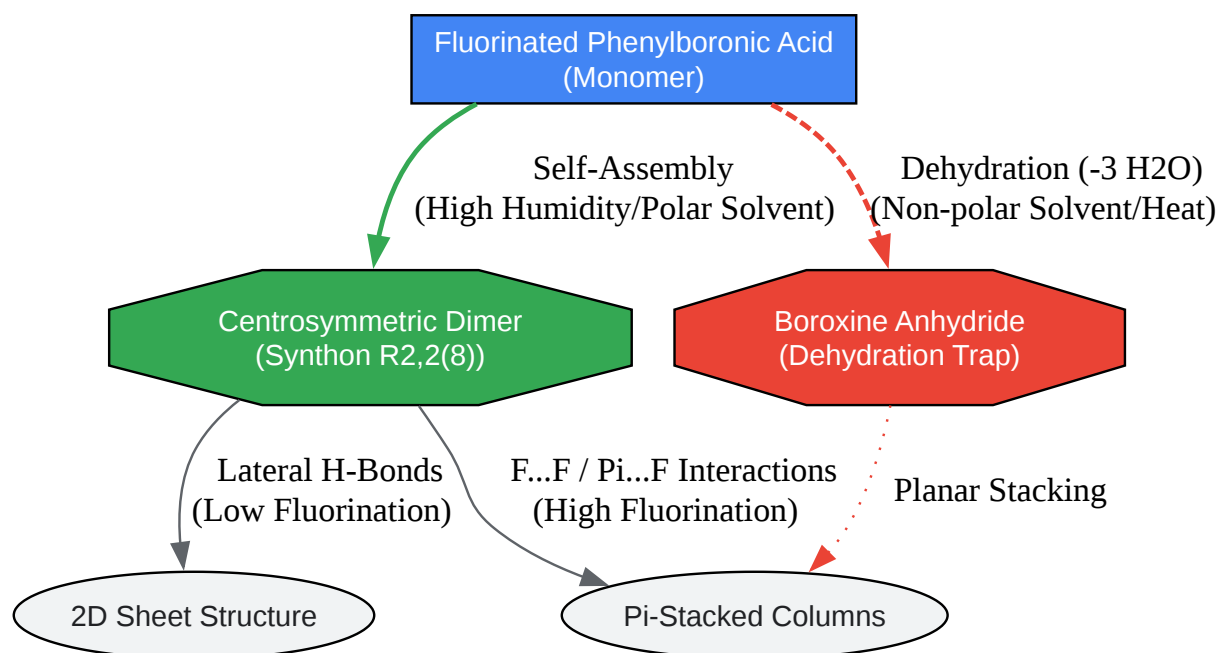 Fluorinated Phenylboronic Acid
(Monomer)
Self-Assembly
(High Humidity/Polar Solvent)
Dehydration (-3 H2O)
(Non-polar Solvent/Heat)
Centrosymmetric Dimer
(Synthon R2,2(8))
Boroxine Anhydride
(Dehydration Trap)
Lateral H-Bonds
(Low Fluorination)
F...F / Pi...F Interactions
(High Fluorination)
Planar Stacking
2D Sheet Structure
Pi-Stacked Columns